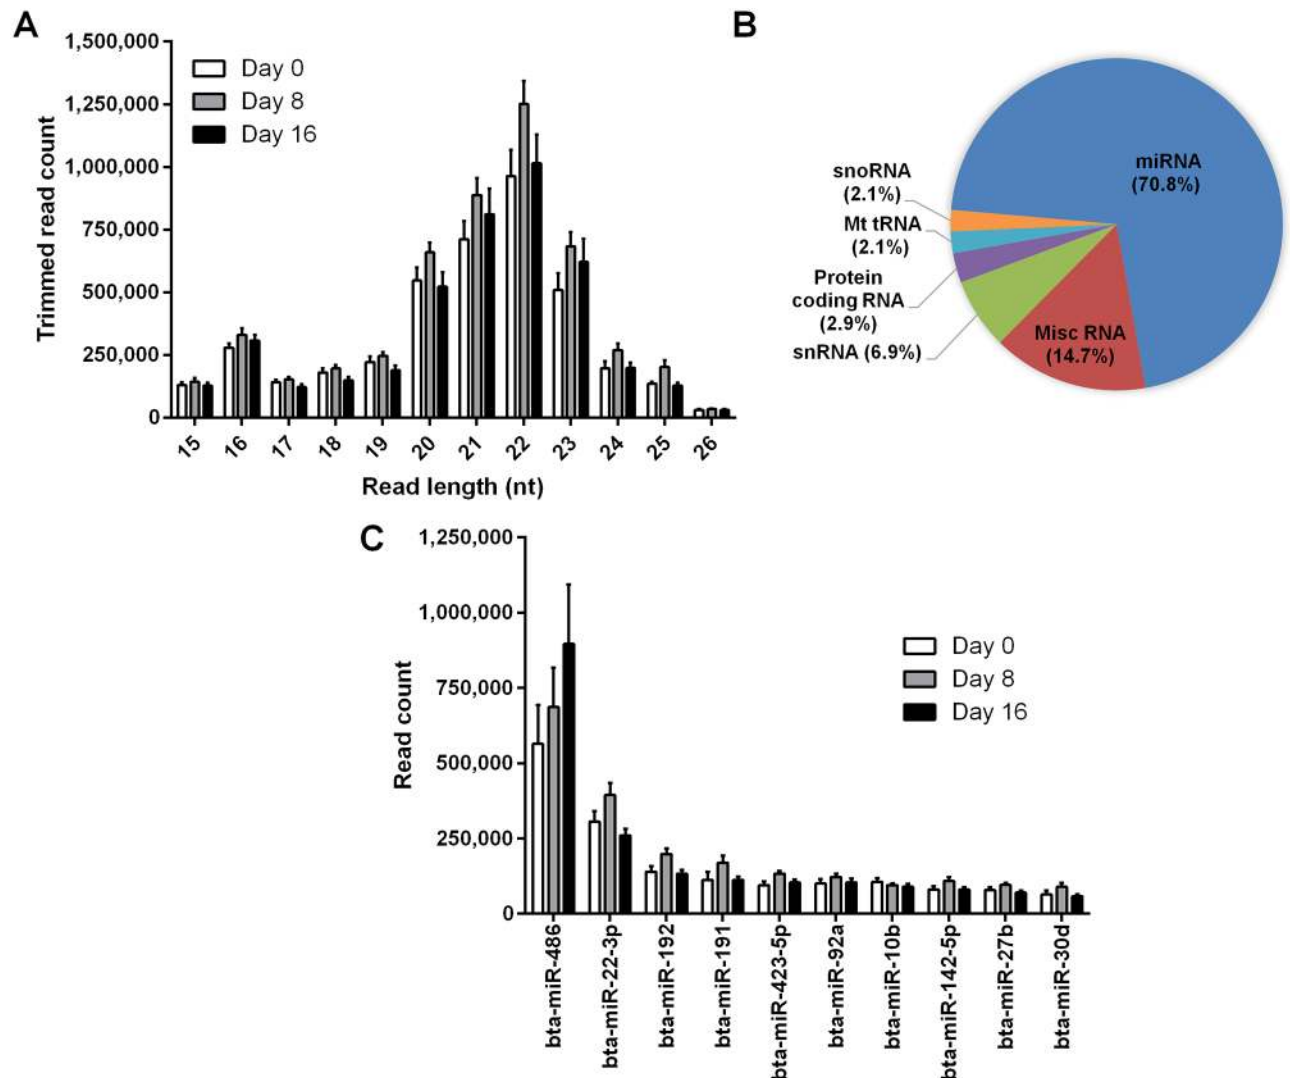 A
1,500,000
1,250,000
1,000,000
750,000
500,000
250,000
0
Trimmed read count
Day 0
Day 8
Day 16
15
16
17
18
19
20
21
22
23
24
25
26
Read length (nt)
B
miRNA
(70.8%)
snoRNA
(2.1%)
Mt tRNA
(2.1%)
Protein
coding RNA
(2.9%)
snRNA (6.9%)
Misc RNA
(14.7%)
C
1,250,000
1,000,000
750,000
500,000
250,000
0
Read count
Day 0
Day 8
Day 16
bta-miR-486
bta-miR-22-3p
bta-miR-192
bta-miR-191
bta-miR-423-5p
bta-miR-92a
bta-miR-10b
bta-miR-142-5p
bta-miR-27b
bta-miR-30d